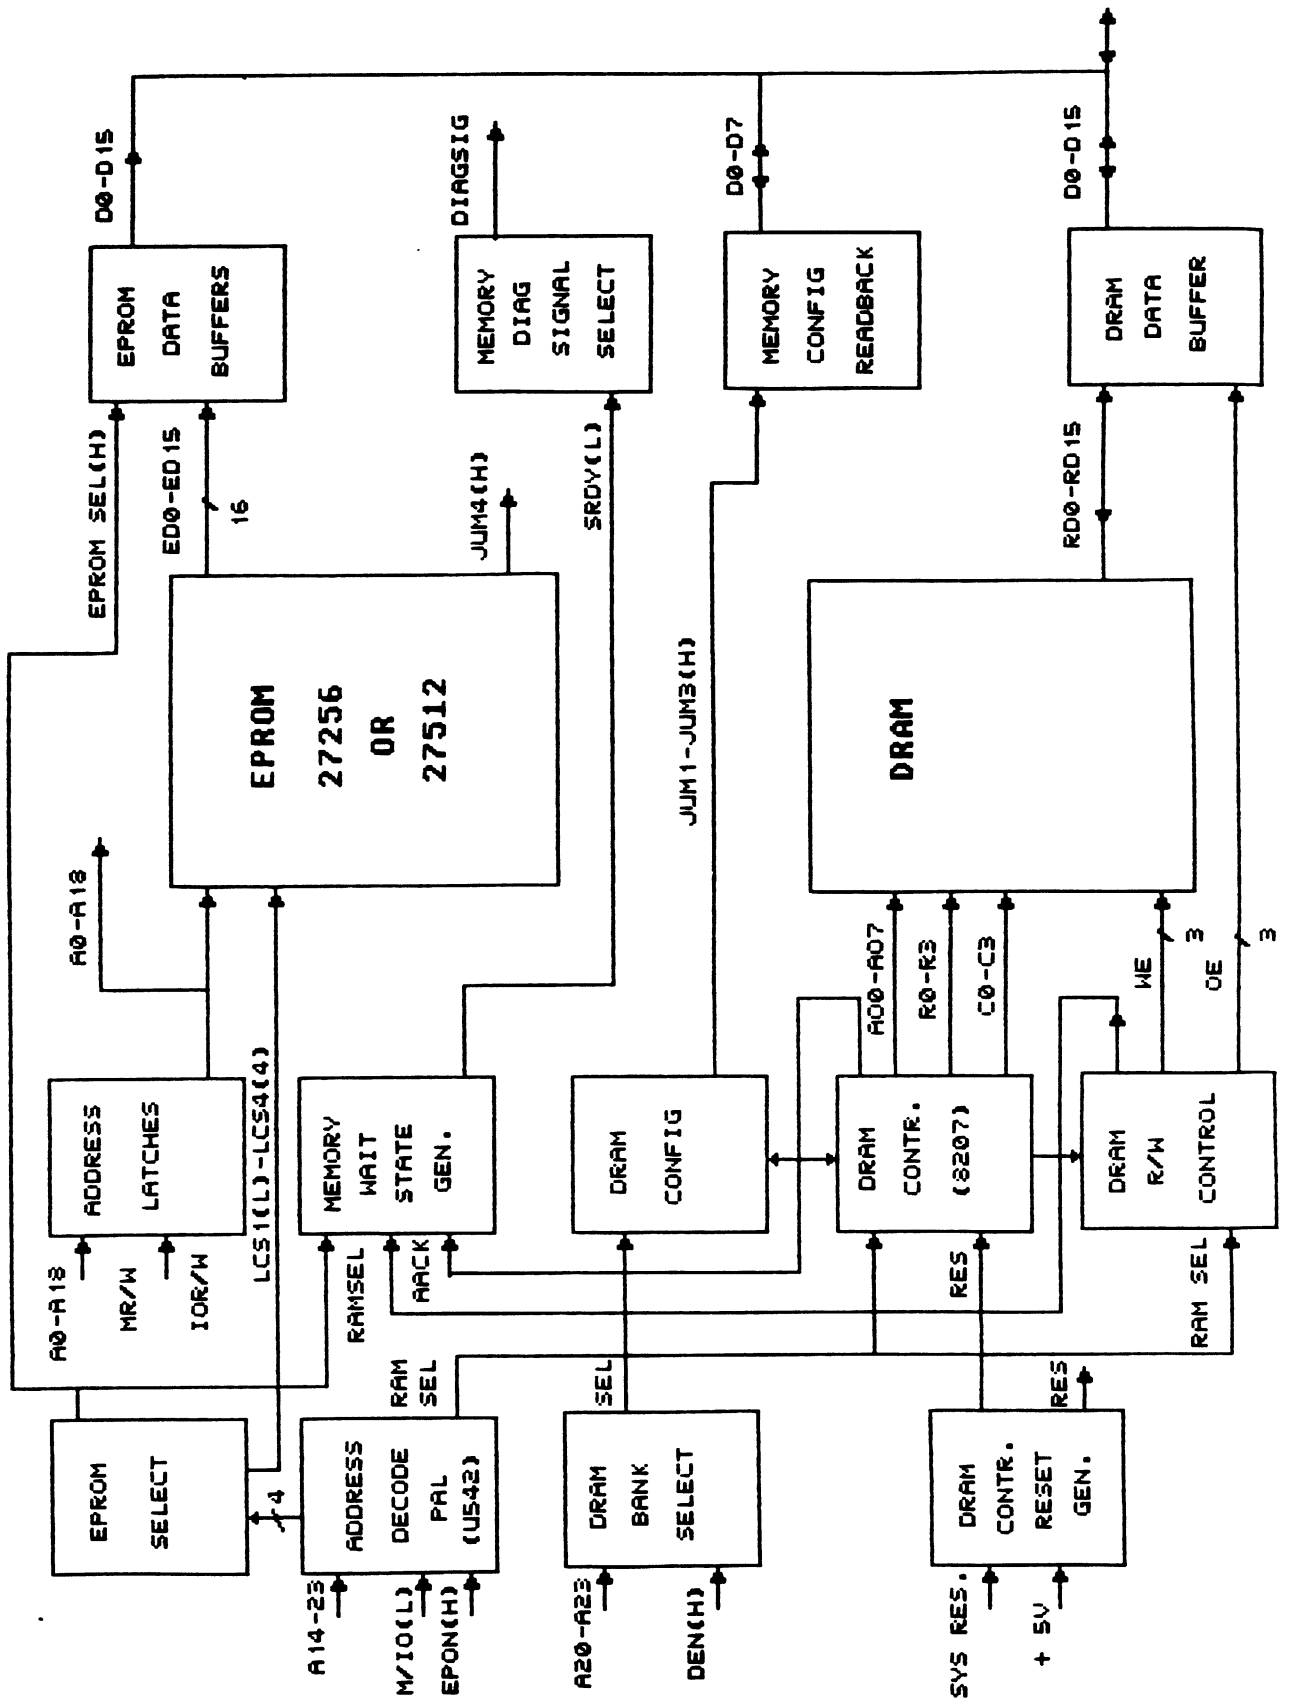 EPROM
SELECT
A14-23
M/IO(L)
EPON(H)
4
ADDRESS
DECODE
PAL
(U542)
RAM
SEL
A20-A23
DEN(H)
DRAM
BANK
SELECT
SEL
SYS RES.
+ 5V
DRAM
CONTR.
RESET
GEN.
RES
A0-A18
MR/W
IOR/W
ADDRESS
LATCHES
LCS1(L)-LCS4(4)
A0-A18
RAMSEL
AACK
MEMORY
WAIT
STATE
GEN.
DRAM
CONFIG
RES
DRAM
CONTR.
(8207)
AO0-AO7
R0-R3
C0-C3
RAM SEL
DRAM
R/W
CONTROL
WE
3
OE
3
EPROM
27256
OR
27512
EPROM SEL(H)
ED0-ED15
16
JUM4(H)
SRDY(L)
JUM1-JUM3(H)
DRAM
RD0-RD15
EPROM
DATA
BUFFERS
D0-D15
MEMORY
DIAG
SIGNAL
SELECT
DIAGSIG
MEMORY
CONFIG
READBACK
D0-D7
DRAM
DATA
BUFFER
D0-D15